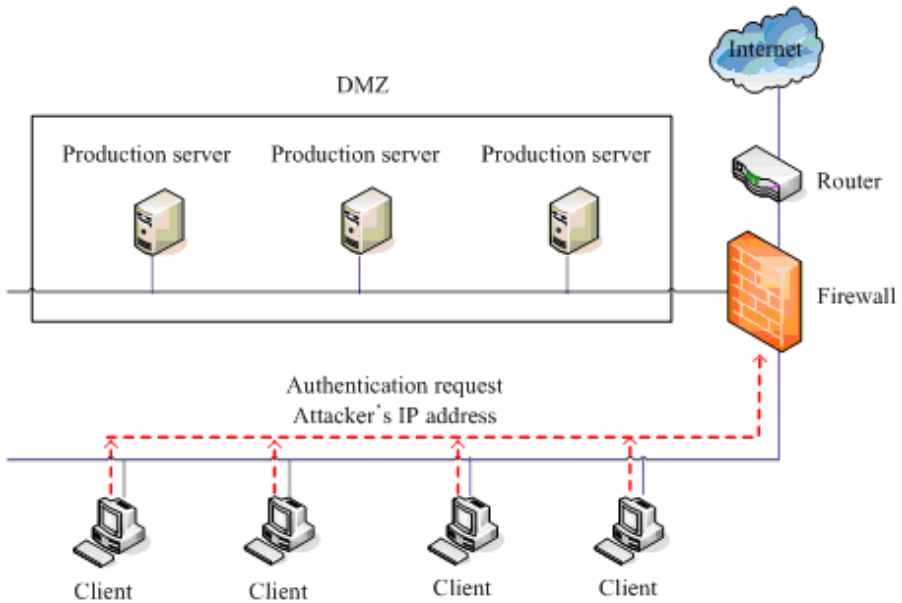 Internet
DMZ
Production server
Production server
Production server
Router
Firewall
Authentication request
Attacker's IP address
Client
Client
Client
Client